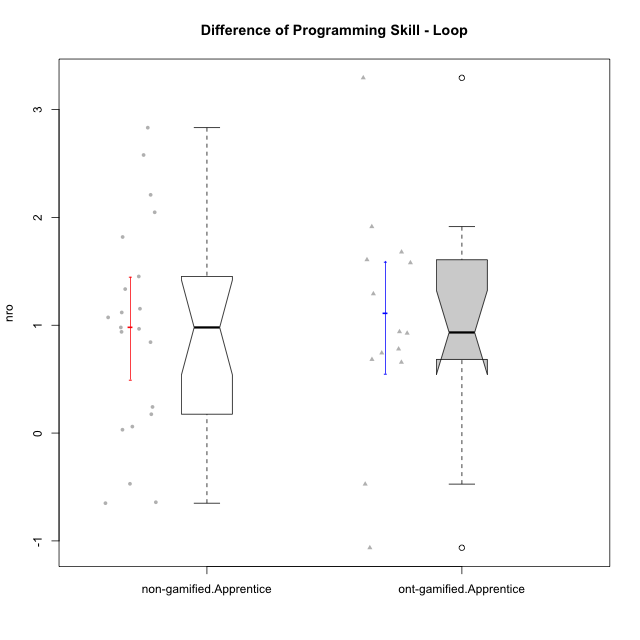 Difference of Programming Skill - Loop
nro
3
2
1
0
-1
non-gamified.Apprentice
ont-gamified.Apprentice